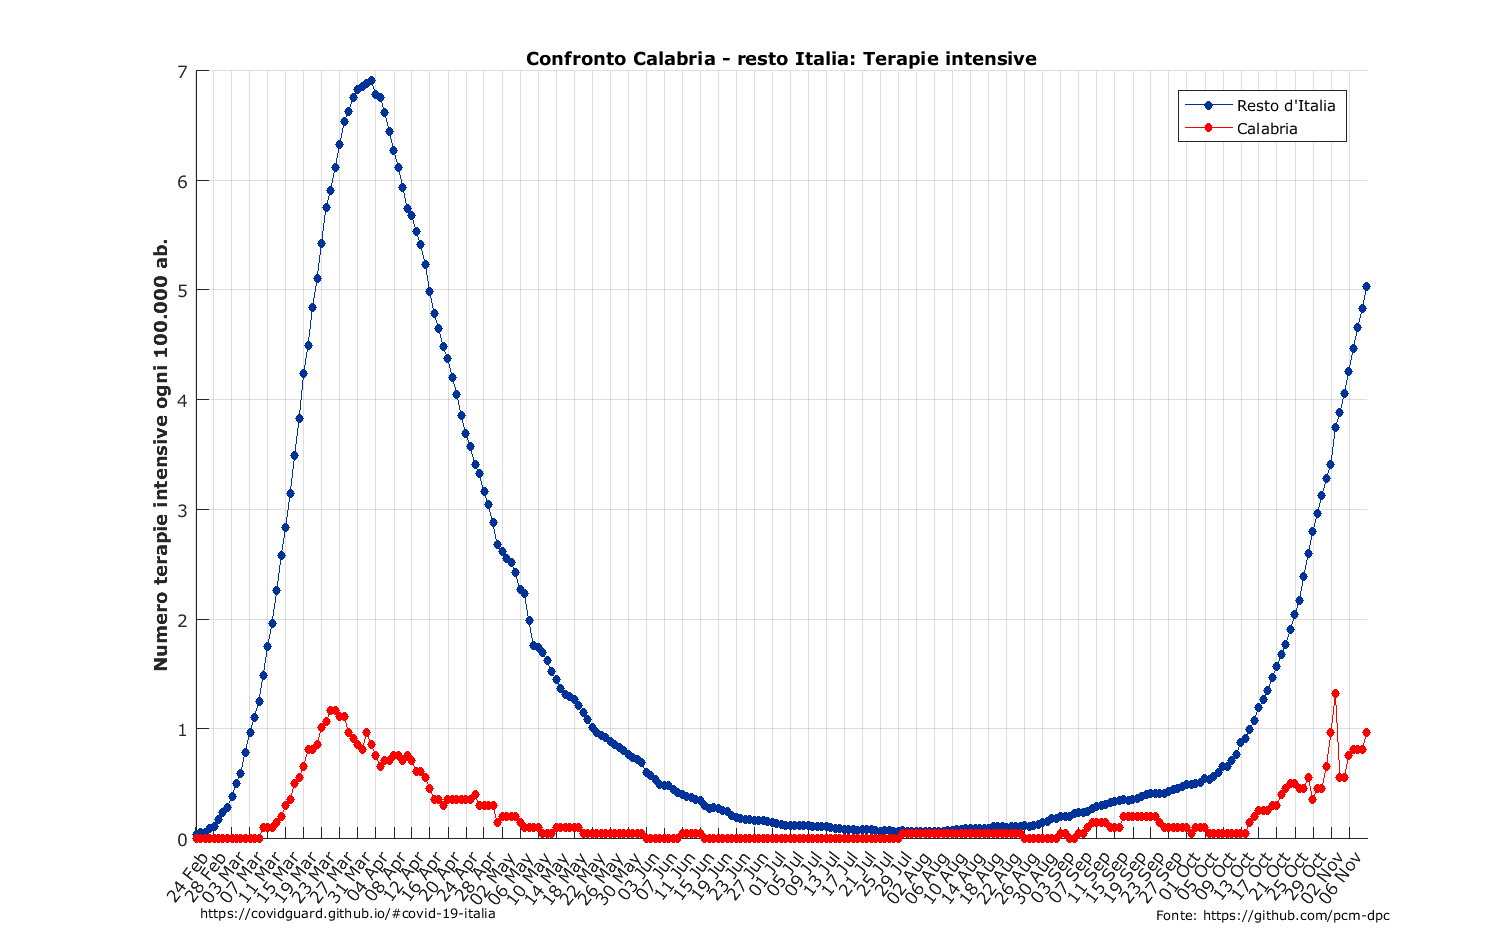 Confronto Calabria - resto Italia: Terapie intensive
Resto d'Italia
Calabria
Numero terapie intensive ogni 100.000 ab.
7
6
5
4
3
2
1
0
24 Feb
28 Feb
03 Mar
07 Mar
11 Mar
15 Mar
19 Mar
23 Mar
27 Mar
31 Mar
04 Apr
08 Apr
12 Apr
16 Apr
20 Apr
24 Apr
28 Apr
02 May
06 May
10 May
14 May
18 May
22 May
26 May
30 May
03 Jun
07 Jun
11 Jun
15 Jun
19 Jun
23 Jun
27 Jun
01 Jul
05 Jul
09 Jul
13 Jul
17 Jul
21 Jul
25 Jul
29 Jul
02 Aug
06 Aug
10 Aug
14 Aug
18 Aug
22 Aug
26 Aug
30 Aug
03 Sep
07 Sep
11 Sep
15 Sep
19 Sep
23 Sep
27 Sep
01 Oct
05 Oct
09 Oct
13 Oct
17 Oct
21 Oct
25 Oct
29 Oct
02 Nov
06 Nov
https://covidguard.github.io/#covid-19-italia
Fonte: https://github.com/pcm-dpc